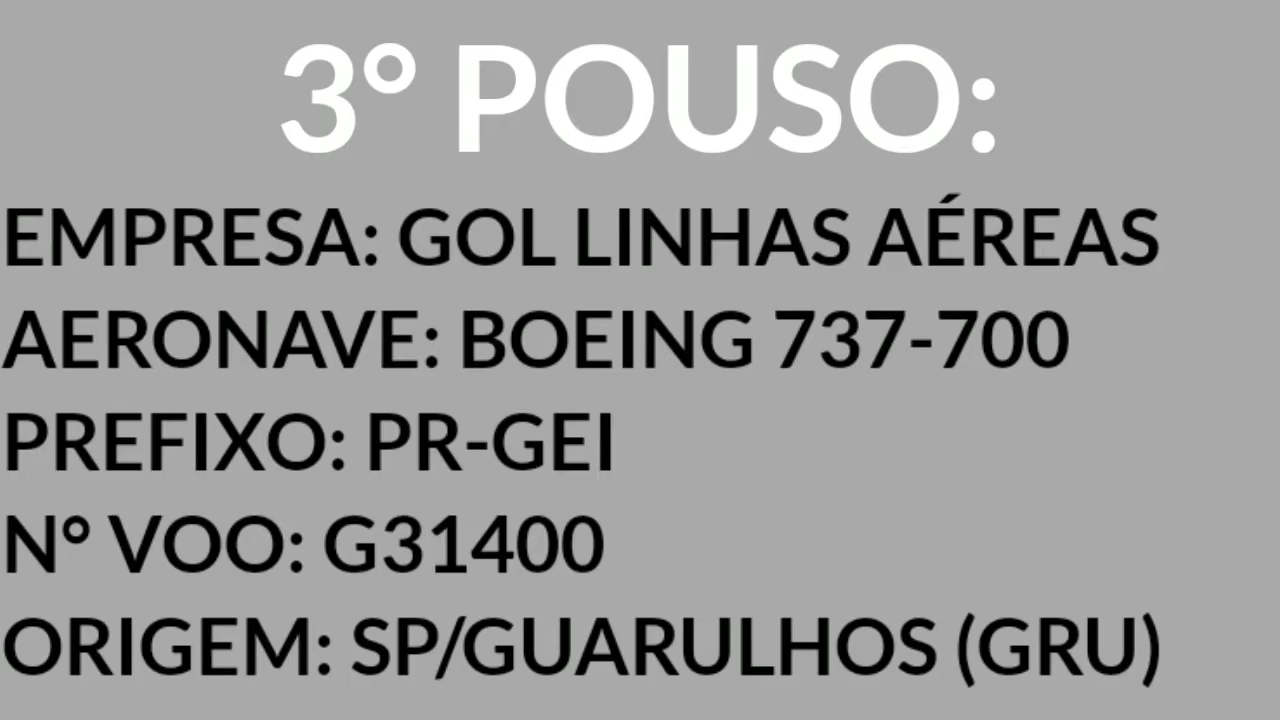 3° POUSO:
EMPRESA: GOL LINHAS AÉREAS
AERONAVE: BOEING 737-700
PREFIXO: PR-GEI
N° VOO: G31400
ORIGEM: SP/GUARULHOS (GRU)